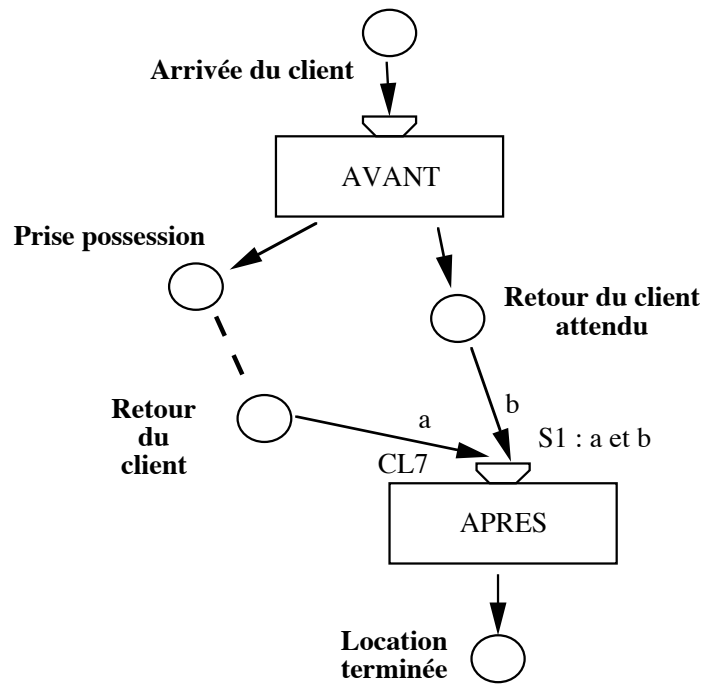 Arrivée du client
AVANT
Prise possession
Retour du client
attendu
Retour
du
client
a
b
S1 : a et b
CL7
APRES
Location
terminée